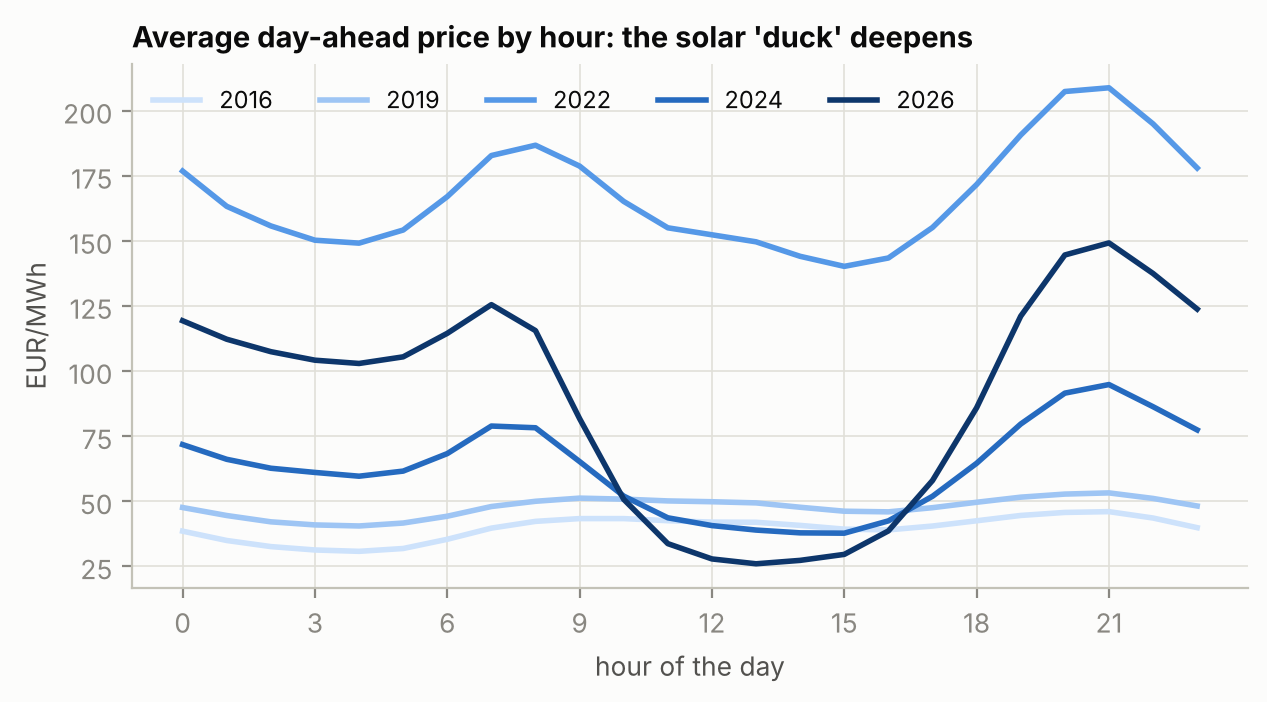 Average day-ahead price by hour: the solar 'duck' deepens
2016 2019 2022 2024 2026
200
175
150
125
100
75
50
25
EUR/MWh
0 3 6 9 12 15 18 21
hour of the day